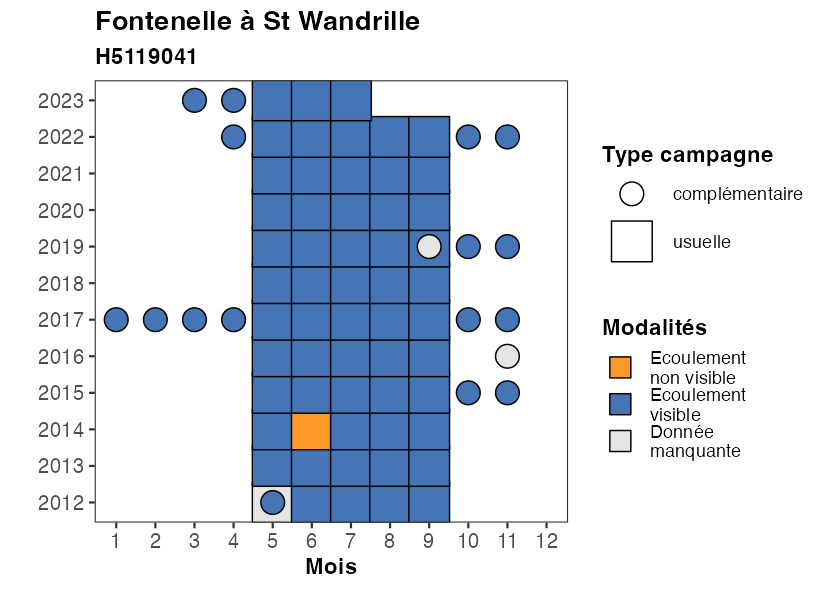 Fontenelle à St Wandrille
H5119041
2023
2022
2021
2020
2019
2018
2017
2016
2015
2014
2013
2012
1 2 3 4 5 6 7 8 9 10 11 12
Mois
Type campagne
complémentaire
usuelle
Modalités
Ecoulement
non visible
Ecoulement
visible
Donnée
manquante